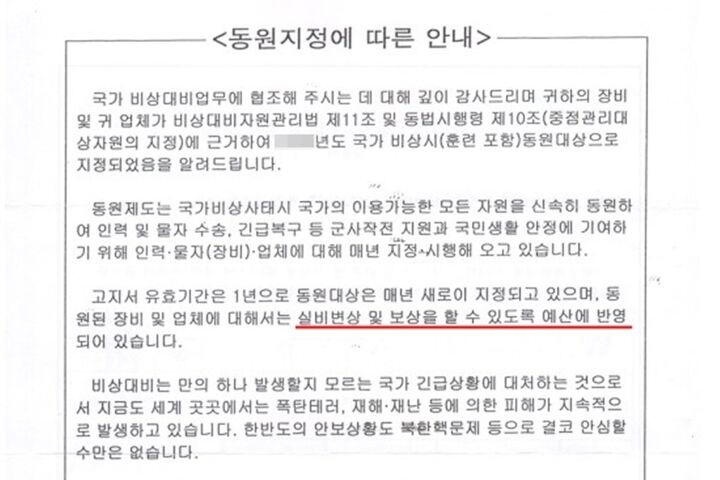 <동원지정에 따른 안내>
국가 비상대비업무에 협조해 주시는 데 대해 깊이 감사드리며 귀하의 장비
및 귀 업체가 비상대비자원관리법 제11조 및 동법시행령 제10조(중점관리대
상자원의 지정)에 근거하여 년도 국가 비상시(훈련 포함)동원대상으로
지정되었음을 알려드립니다.
동원제도는 국가비상사태시 국가의 이용가능한 모든 자원을 신속히 동원하
여 인력 및 물자 수송, 긴급복구 등 군사작전 지원과 국민생활 안정에 기여하
기 위해 인력·물자(장비)·업체에 대해 매년 지정·시행해 오고 있습니다.
고지서 유효기간은 1년으로 동원대상은 매년 새로이 지정되고 있으며, 동
원된 장비 및 업체에 대해서는 실비변상 및 보상을 할 수 있도록 예산에 반영
되어 있습니다.
비상대비는 만의 하나 발생할지 모르는 국가 긴급상황에 대처하는 것으로
서 지금도 세계 곳곳에서는 폭탄테러, 재해·재난 등에 의한 피해가 지속적으
로 발생하고 있습니다. 한반도의 안보상황도 북한핵문제 등으로 결코 안심할
수만은 없습니다.